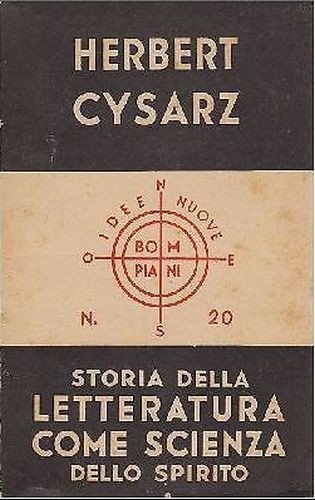 HERBERT
CYSARZ
N
IDEE NUOVE
BOM
PIANI
O E
S
N. 20
STORIA DELLA
LETTERATURA
COME SCIENZA
DELLO SPIRITO